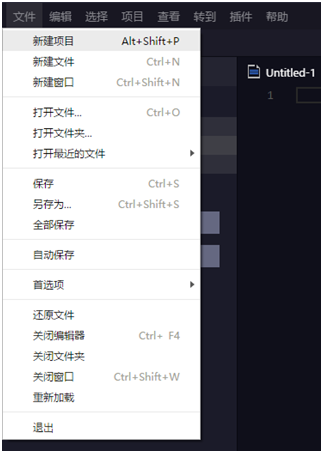 文件 编辑 选择 项目 查看 转到 插件 帮助
新建项目 Alt+Shift+P
新建文件 Ctrl+N
新建窗口 Ctrl+Shift+N
Untitled-1
1
打开文件... Ctrl+O
打开文件夹...
打开最近的文件
保存 Ctrl+S
另存为... Ctrl+Shift+S
全部保存
自动保存
首选项
还原文件
关闭编辑器 Ctrl+ F4
关闭文件夹
关闭窗口 Ctrl+Shift+W
重新加载
退出